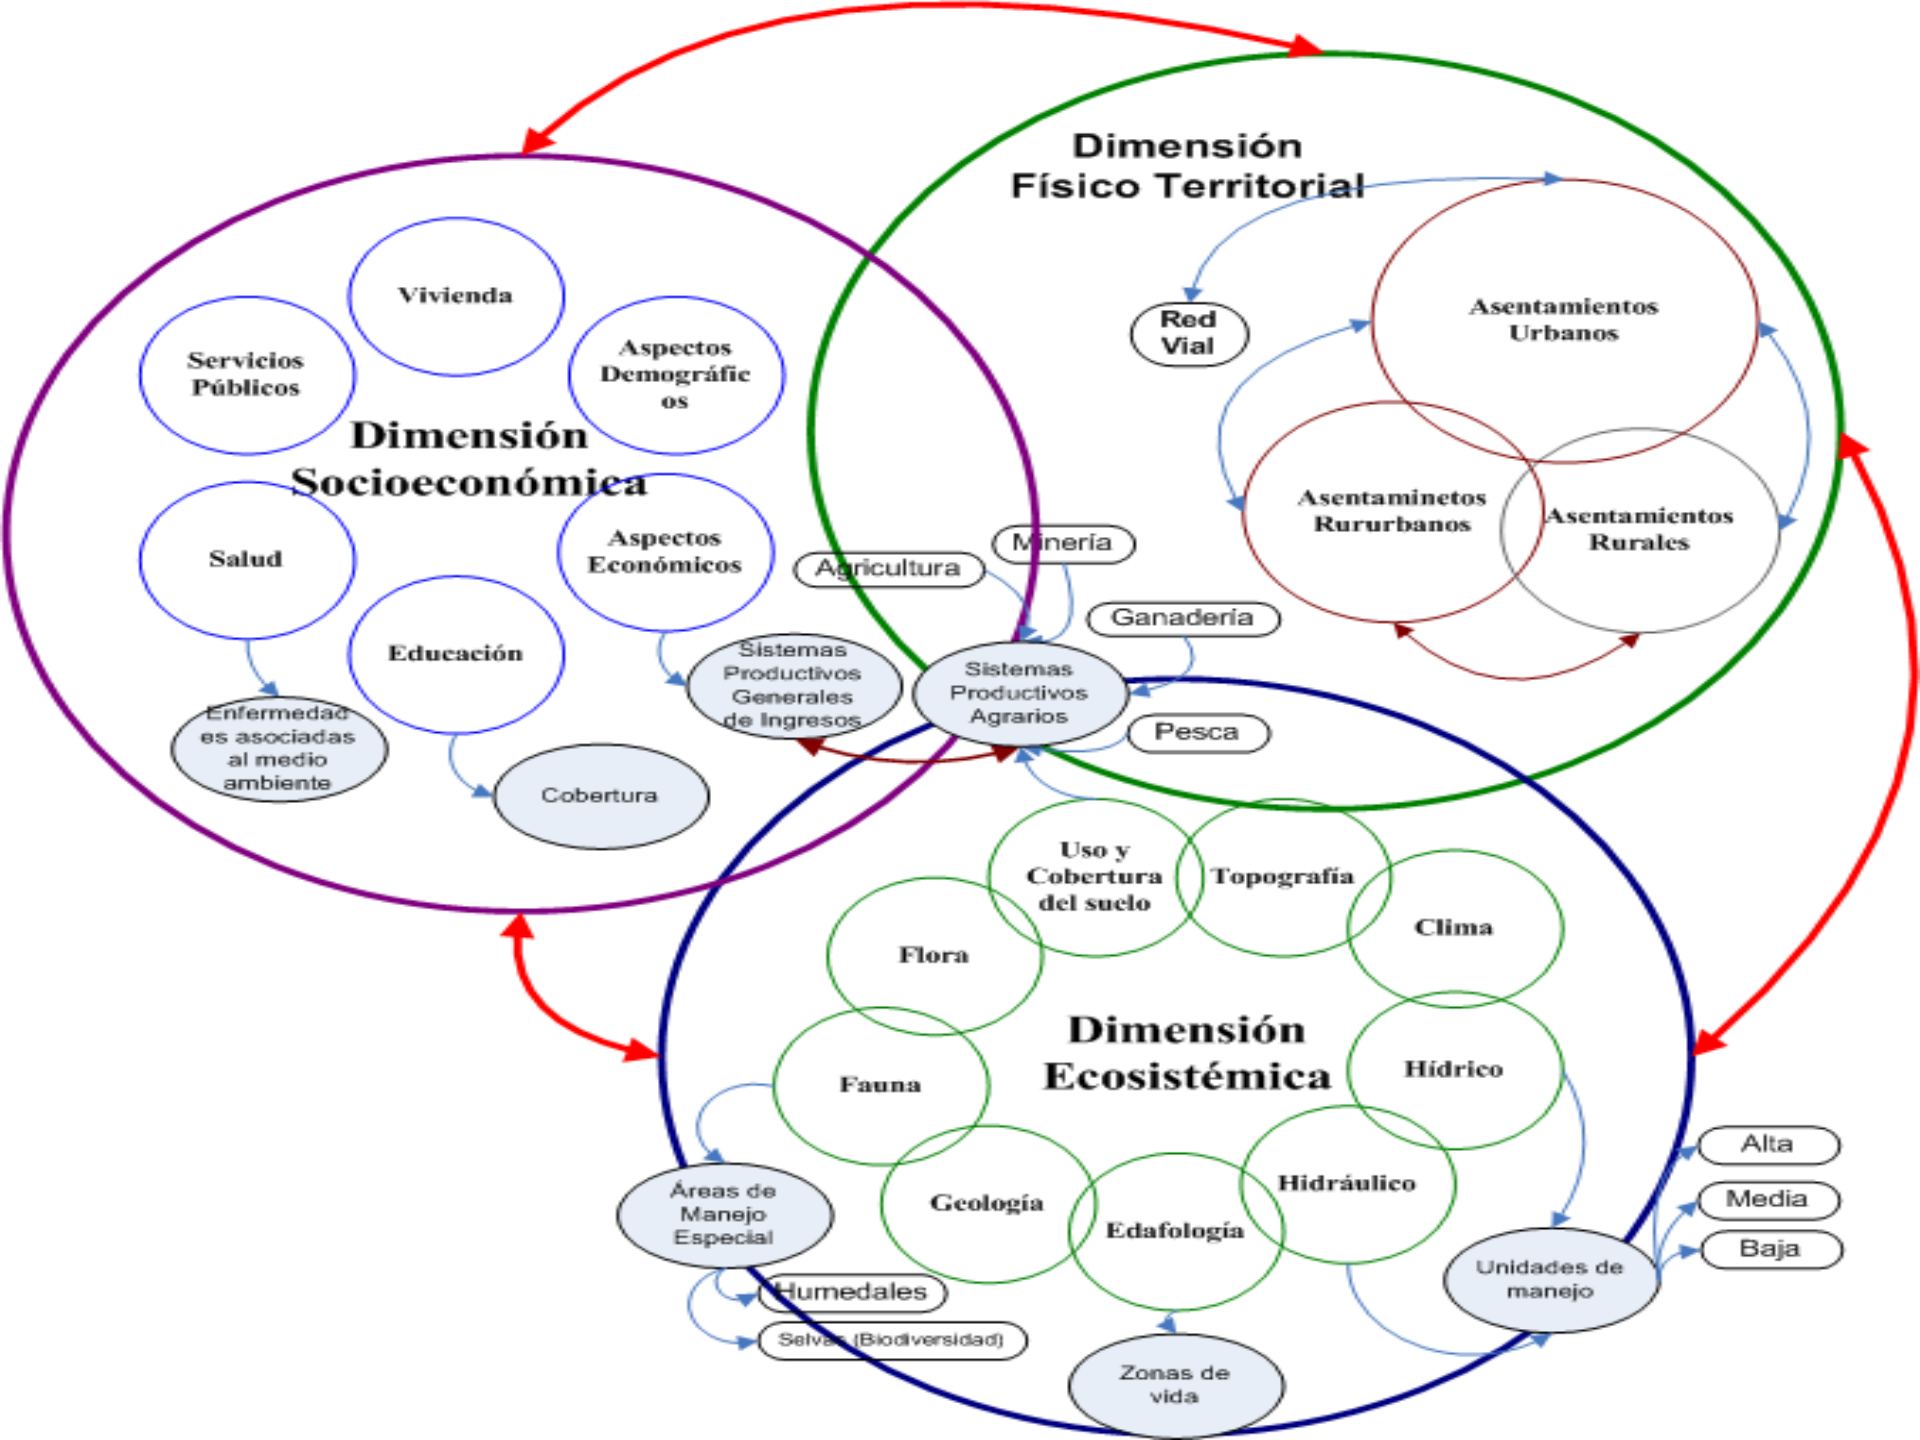 Dimensión
Físico Territorial
Red
Vial
Asentamientos
Urbanos
Asentaminetos
Rururbanos
Asentamientos
Rurales
Vivienda
Servicios
Públicos
Aspectos
Demográfic
os
Dimensión
Socioeconómica
Salud
Aspectos
Económicos
Educación
Enfermedad
es asociadas
al medio
ambiente
Cobertura
Sistemas
Productivos
Generales
de Ingresos
Agricultura
Minería
Ganadería
Sistemas
Productivos
Agrarios
Pesca
Uso y
Cobertura
del suelo
Topografía
Clima
Flora
Dimensión
Ecosistémica
Hídrico
Fauna
Geología
Edafología
Hidráulico
Áreas de
Manejo
Especial
Humedales
Selvas (Biodiversidad)
Zonas de
vida
Unidades de
manejo
Alta
Media
Baja